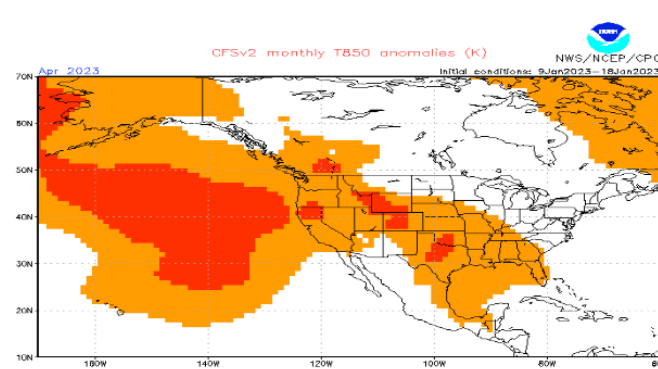 NOAA
CFSv2 monthly T850 anomalies (K)
NWS/NCEP/CPC
Apr 2023
Initial conditions: 9Jan2023-18Jan2023
70N
60N
50N
40N
30N
20N
10N
180W
140W
120W
100W
80W